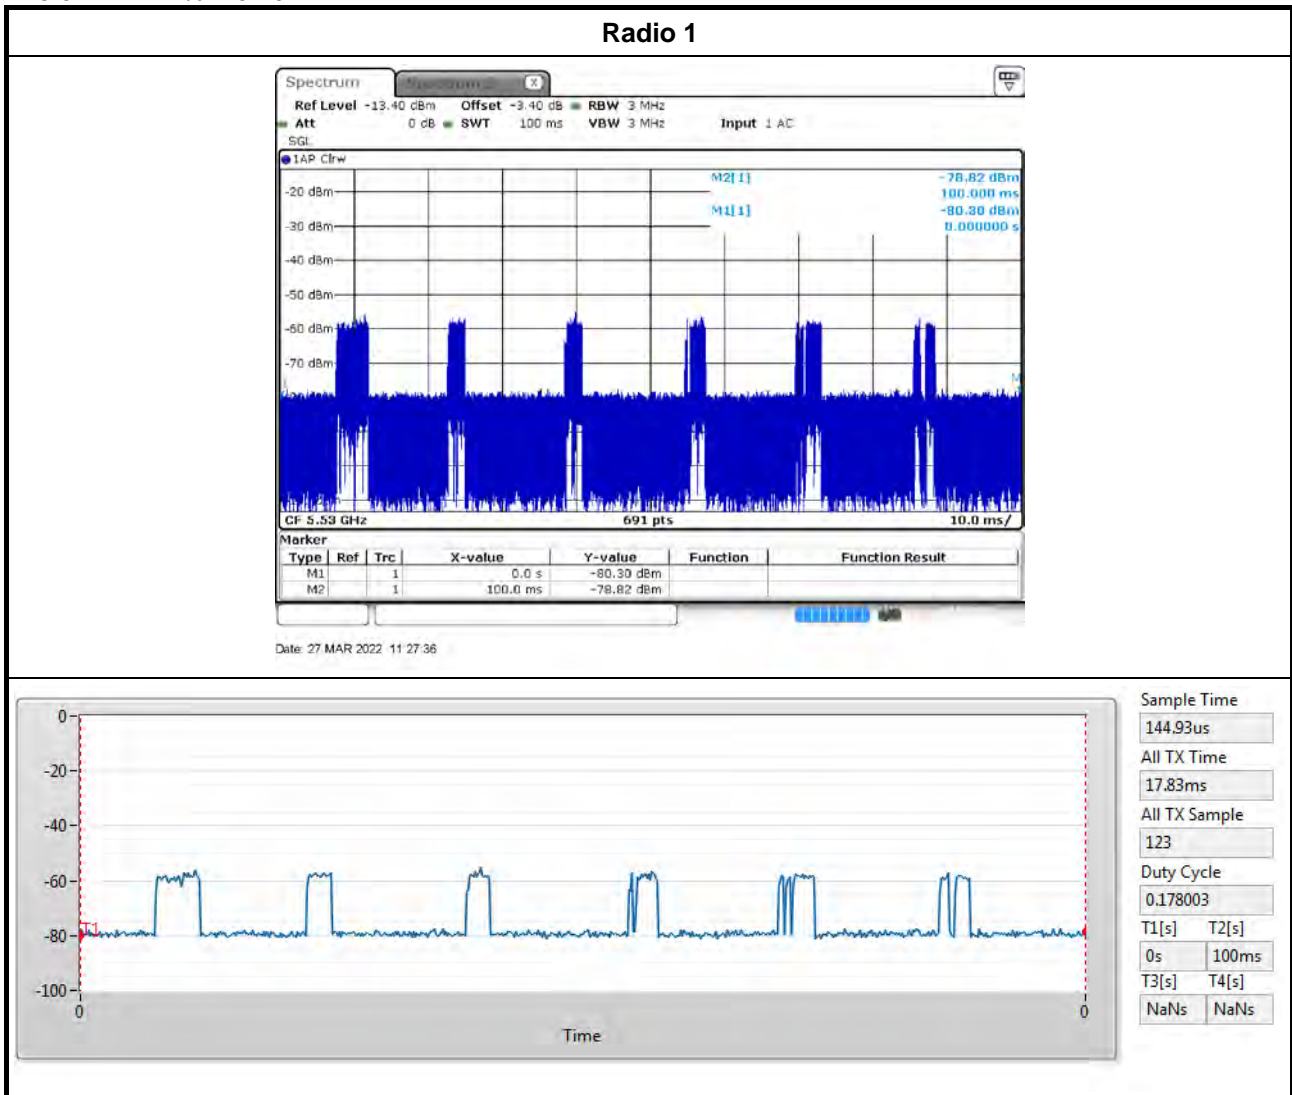 Radio 1
Spectrum
Ref Level -13.40 dBm Offset -3.40 dB RBW 3 MHz
Att 0 dB SWT 100 ms VBW 3 MHz Input 1 AC
SGL
1AP Clrw
M2[1] -78.82 dBm
100.000 ms
M1[1] -80.30 dBm
0.000000 s
-20 dBm
-30 dBm
-40 dBm
-50 dBm
-60 dBm
-70 dBm
CF 5.53 GHz 691 pts 10.0 ms/
Marker
Type Ref Trc X-value Y-value Function Function Result
M1 1 0.0 s -80.30 dBm
M2 1 100.0 ms -78.82 dBm
Date: 27 MAR 2022 11:27:36
0
-20
-40
-60
-80
-100
T1
0 0
Time
Sample Time
144.93us
All TX Time
17.83ms
All TX Sample
123
Duty Cycle
0.178003
T1[s] T2[s]
0s 100ms
T3[s] T4[s]
NaNs NaNs